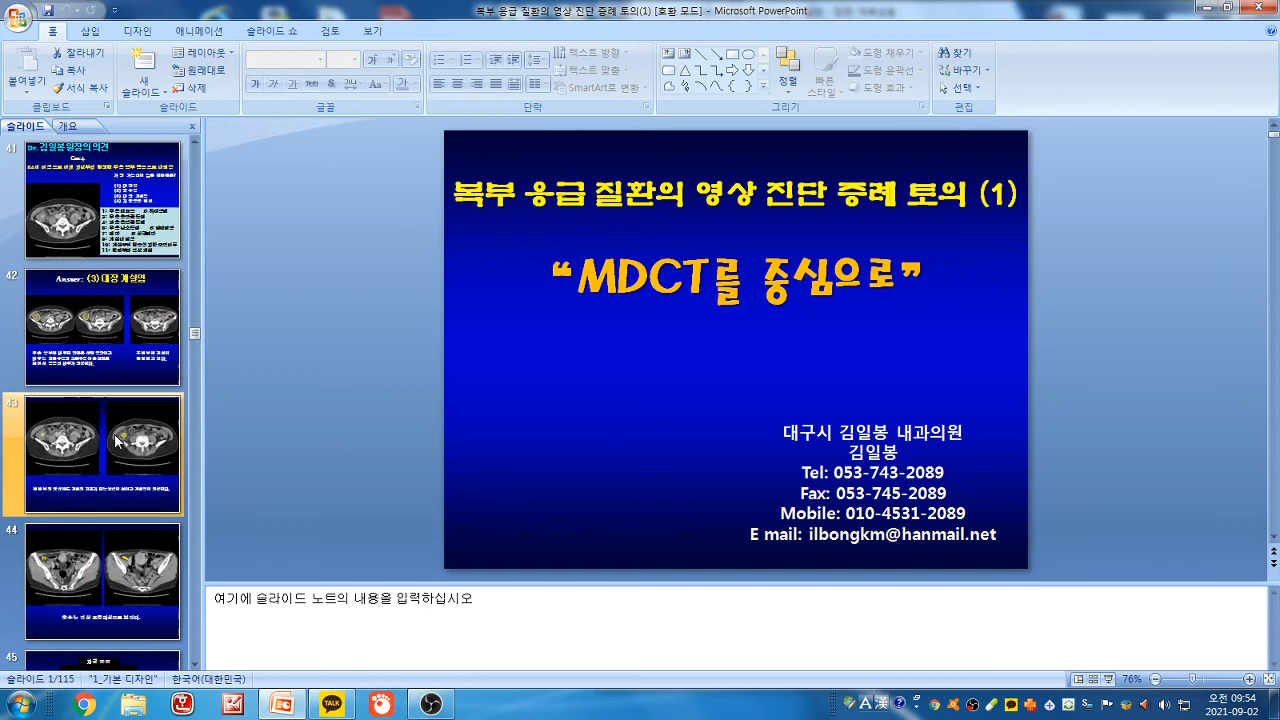 복부 응급 질환의 영상 진단 증례 토의(1) [호환 모드] - Microsoft PowerPoint
홈 삽입 디자인 애니메이션 슬라이드 쇼 검토 보기
잘라내기
복사
서식 복사
붙여넣기
클립보드
새
슬라이드
레이아웃
원래대로
삭제
슬라이드
글꼴
텍스트 방향
텍스트 맞춤
SmartArt로 변환
단락
정렬
빠른
스타일
도형 채우기
도형 윤곽선
도형 효과
그리기
찾기
바꾸기
선택
편집
슬라이드 개요
41
Dr. 김일봉원장의 의견
42
Answer: (3) 대장 게실염
43
44
45
복부 응급 질환의 영상 진단 증례 토의 (1)
“MDCT를 중심으로”
대구시 김일봉 내과의원
김일봉
Tel: 053-743-2089
Fax: 053-745-2089
Mobile: 010-4531-2089
E mail: ilbongkm@hanmail.net
여기에 슬라이드 노트의 내용을 입력하십시오
슬라이드 1/115 "1_기본 디자인" 한국어(대한민국)
76%
TALK
A 漢
오전 09:54
2021-09-02